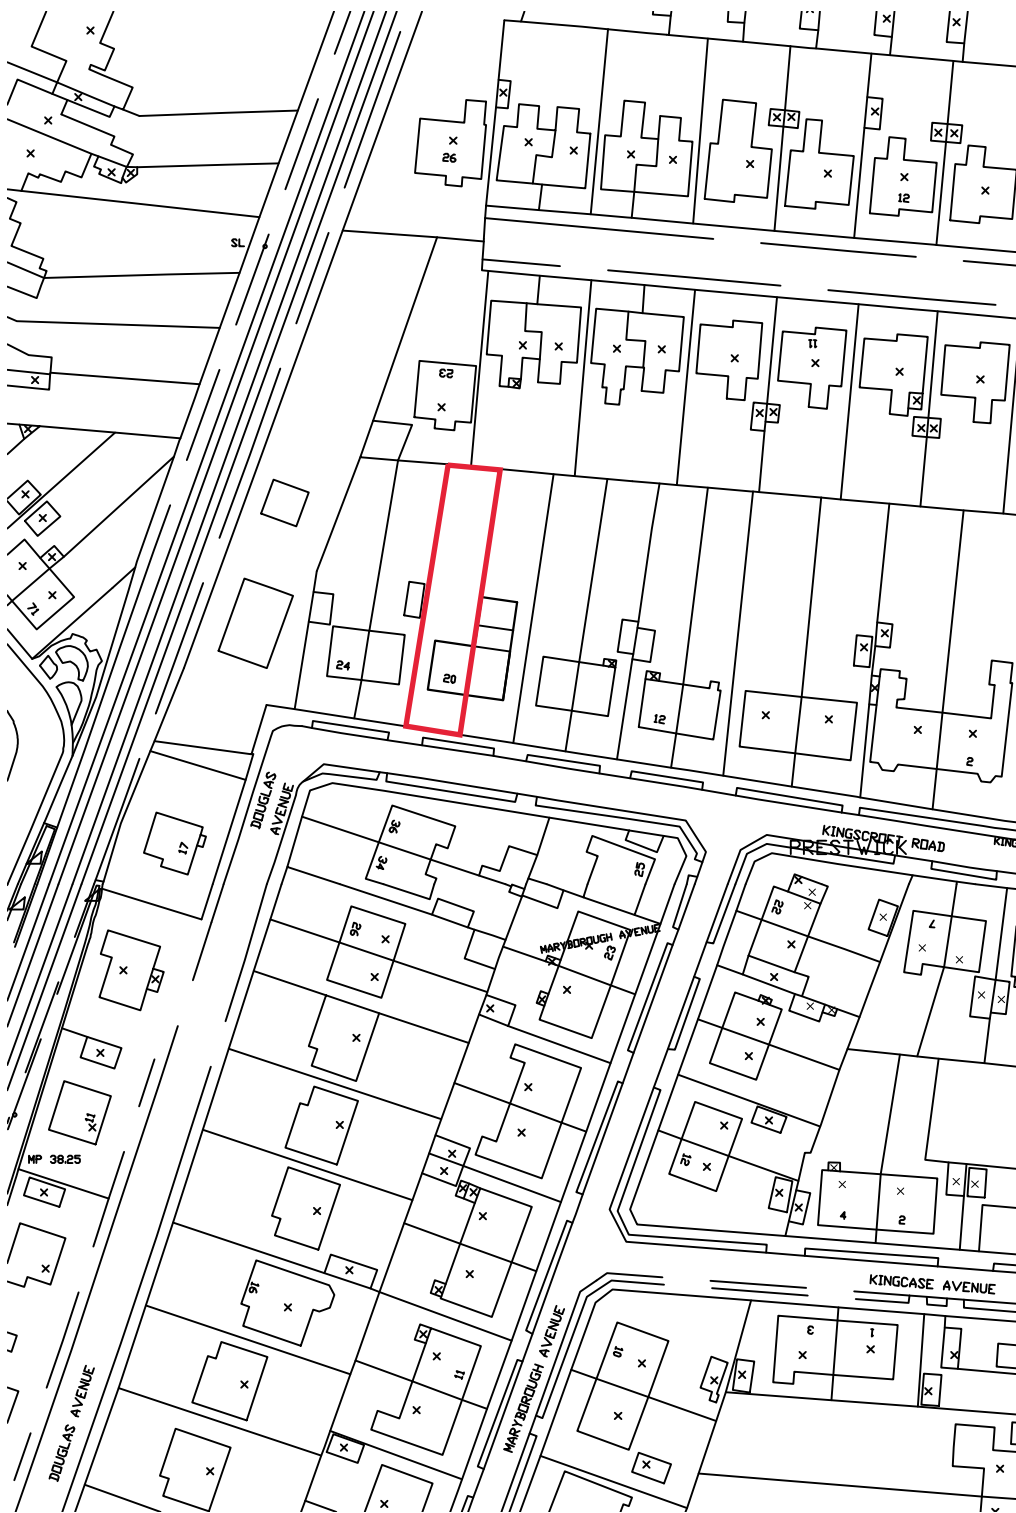 26
12
SL
23
11
71
24
20
12
2
DOUGLAS
AVENUE
KINGSCROFT ROAD
KING
PRESTWICK
36
34
17
25
22
7
26
MARYBOROUGH AVENUE
23
11
MP 38.25
12
4
2
KINGCASE AVENUE
16
3
1
10
11
MARYBOROUGH AVENUE
DOUGLAS AVENUE